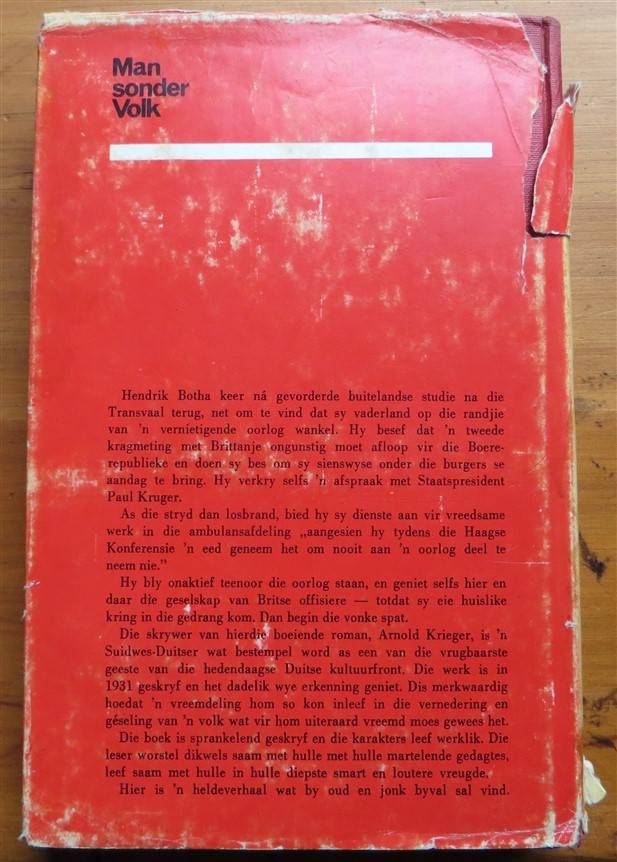 Man
sonder
Volk
Hendrik Botha keer ná gevorderde buitelandse studie na die
Transvaal terug, net om te vind dat sy vaderland op die randjie
van 'n vernietigende oorlog wankel. Hy besef dat 'n tweede
kragmeting met Brittanje ongunstig moet afloop vir die Boere-
republieke en doen sy bes om sy sienswyse onder die burgers se
aandag te bring. Hy verkry selfs 'n afspraak met Staatspresident
Paul Kruger.
As die stryd dan losbrand, bied hy sy dienste aan vir vreedsame
werk in die ambulansafdeling „aangesien hy tydens die Haagse
Konferensie 'n eed geneem het om nooit aan 'n oorlog deel te
neem nie.”
Hy bly onaktief teenoor die oorlog staan, en geniet selfs hier en
daar die geselskap van Britse offisiere — totdat sy eie huislike
kring in die gedrang kom. Dan begin die vonke spat.
Die skrywer van hierdie boeiende roman, Arnold Krieger, is 'n
Suidwes-Duitser wat bestempel word as een van die vrugbaarste
geeste van die hedendaagse Duitse kultuurfront. Die werk is in
1931 geskryf en het dadelik wye erkenning geniet. Dis merkwaardig
hoedat 'n vreemdeling hom so kon inleef in die vernedering en
géseling van 'n volk wat vir hom uiteraard vreemd moes gewees het.
Die boek is sprankelend geskryf en die karakters leef werklik. Die
leser worstel dikwels saam met hulle met hulle martelende gedagtes,
leef saam met hulle in hulle diepste smart en loutere vreugde.
Hier is 'n heldeverhaal wat by oud en jonk byval sal vind.